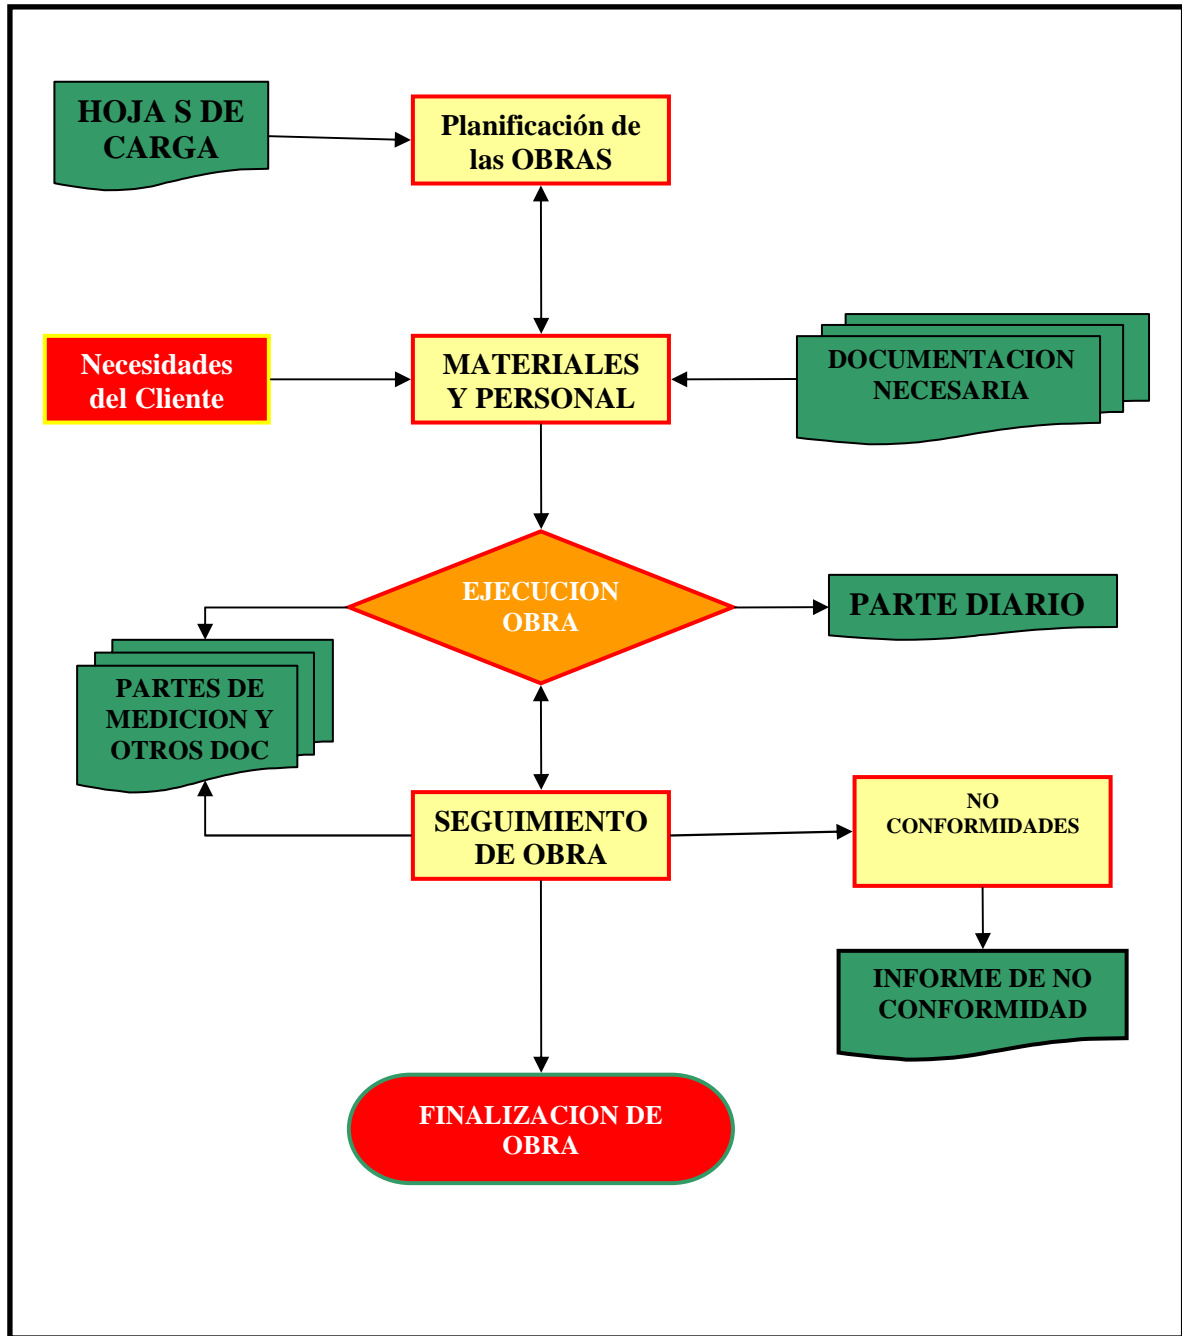 HOJA S DE
CARGA
Planificación de
las OBRAS
Necesidades
del Cliente
MATERIALES
Y PERSONAL
DOCUMENTACION
NECESARIA
EJECUCION
OBRA
PARTE DIARIO
PARTES DE
MEDICION Y
OTROS DOC
SEGUIMIENTO
DE OBRA
NO
CONFORMIDADES
INFORME DE NO
CONFORMIDAD
FINALIZACION DE
OBRA